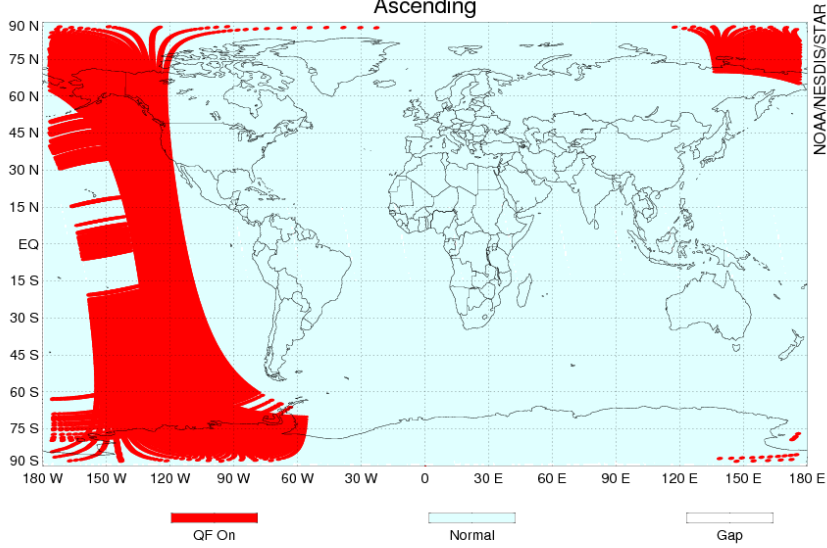 Ascending
NOAA/NESDIS/STAR
90 N
75 N
60 N
45 N
30 N
15 N
EQ
15 S
30 S
45 S
60 S
75 S
90 S
180 W 150 W 120 W 90 W 60 W 30 W 0 30 E 60 E 90 E 120 E 150 E 180 E
QF On Normal Gap